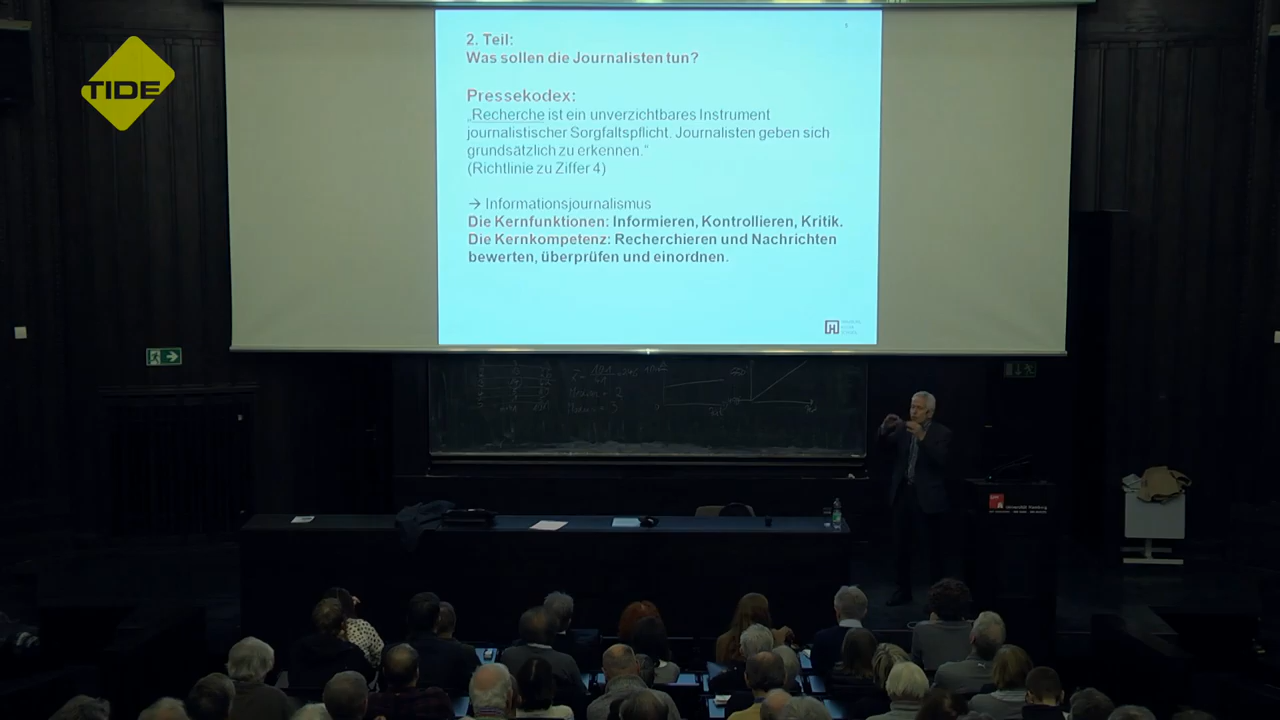 TIDE
2. Teil:
Was sollen die Journalisten tun?
Pressekodex:
„Recherche ist ein unverzichtbares Instrument
journalistischer Sorgfaltspflicht. Journalisten geben sich
grundsätzlich zu erkennen.“
(Richtlinie zu Ziffer 4)
→ Informationsjournalismus
Die Kernfunktionen: Informieren, Kontrollieren, Kritik.
Die Kernkompetenz: Recherchieren und Nachrichten
bewerten, überprüfen und einordnen.
H
Universität Hamburg